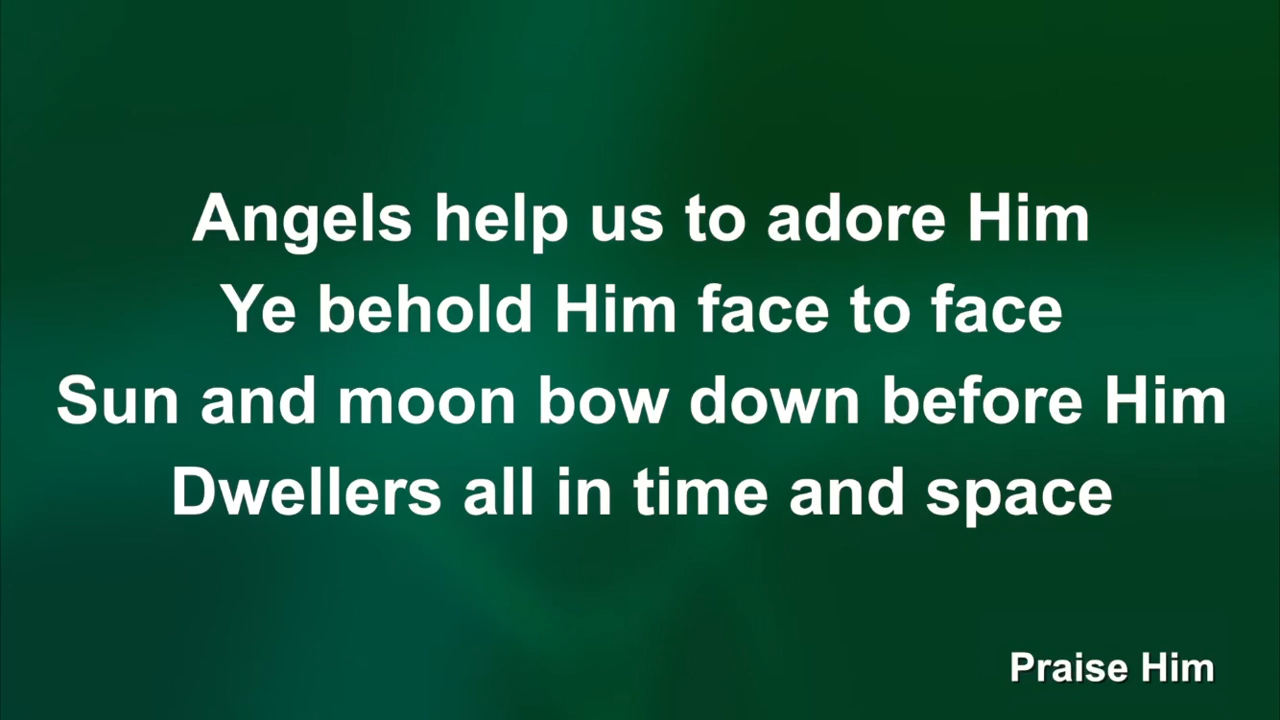 Angels help us to adore Him
Ye behold Him face to face
Sun and moon bow down before Him
Dwellers all in time and space
Praise Him